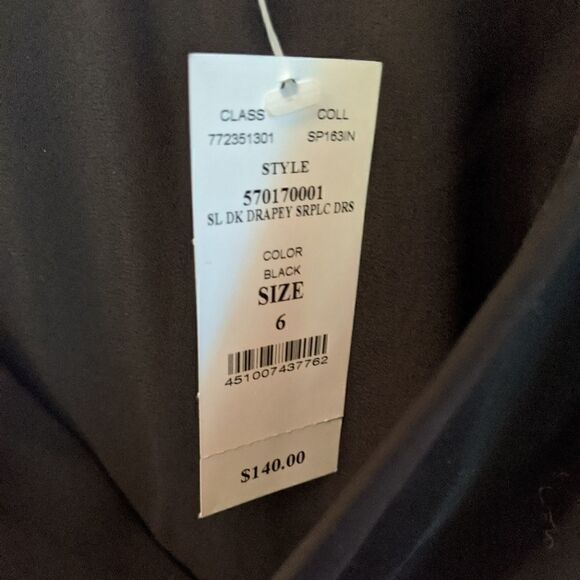 CLASS COLL
772351301 SP163IN
STYLE
570170001
SL DK DRAPEY SRPLC DRS
COLOR
BLACK
SIZE
6
451007437762
$140.00